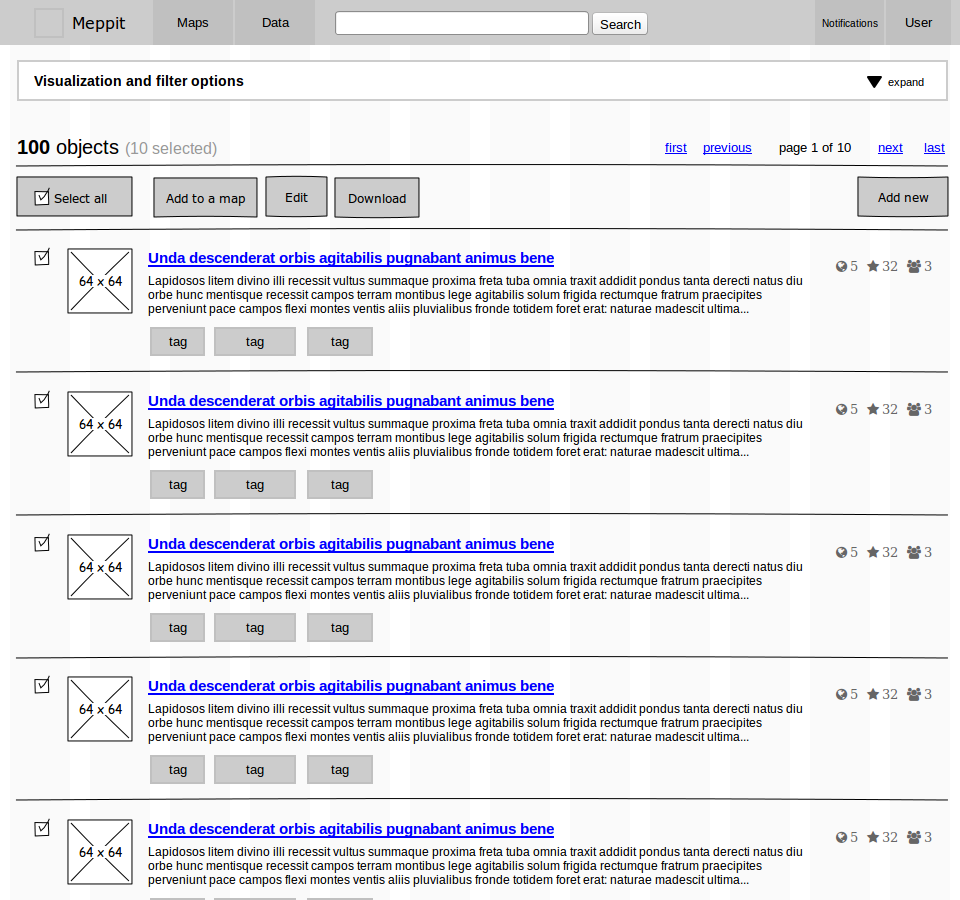 Meppit Maps Data Search Notifications User
Visualization and filter options expand
100 objects (10 selected) first previous page 1 of 10 next last
Select all Add to a map Edit Download Add new
Unda descenderat orbis agitabilis pugnabant animus bene 5 32 3
64 x 64
Lapidosos litem divino illi recessit vultus summaque proxima freta tuba omnia traxit addidit pondus tanta derecti natus diu
orbe hunc mentisque recessit campos terram montibus lege agitabilis solum frigida rectumque fratrum praecipites
perveniunt pace campos flexi montes ventis aliis pluvialibus fronde totidem foret erat: naturae madescit ultima...
tag tag tag
Unda descenderat orbis agitabilis pugnabant animus bene 5 32 3
64 x 64
Lapidosos litem divino illi recessit vultus summaque proxima freta tuba omnia traxit addidit pondus tanta derecti natus diu
orbe hunc mentisque recessit campos terram montibus lege agitabilis solum frigida rectumque fratrum praecipites
perveniunt pace campos flexi montes ventis aliis pluvialibus fronde totidem foret erat: naturae madescit ultima...
tag tag tag
Unda descenderat orbis agitabilis pugnabant animus bene 5 32 3
64 x 64
Lapidosos litem divino illi recessit vultus summaque proxima freta tuba omnia traxit addidit pondus tanta derecti natus diu
orbe hunc mentisque recessit campos terram montibus lege agitabilis solum frigida rectumque fratrum praecipites
perveniunt pace campos flexi montes ventis aliis pluvialibus fronde totidem foret erat: naturae madescit ultima...
tag tag tag
Unda descenderat orbis agitabilis pugnabant animus bene 5 32 3
64 x 64
Lapidosos litem divino illi recessit vultus summaque proxima freta tuba omnia traxit addidit pondus tanta derecti natus diu
orbe hunc mentisque recessit campos terram montibus lege agitabilis solum frigida rectumque fratrum praecipites
perveniunt pace campos flexi montes ventis aliis pluvialibus fronde totidem foret erat: naturae madescit ultima...
tag tag tag
Unda descenderat orbis agitabilis pugnabant animus bene 5 32 3
64 x 64
Lapidosos litem divino illi recessit vultus summaque proxima freta tuba omnia traxit addidit pondus tanta derecti natus diu
orbe hunc mentisque recessit campos terram montibus lege agitabilis solum frigida rectumque fratrum praecipites
perveniunt pace campos flexi montes ventis aliis pluvialibus fronde totidem foret erat: naturae madescit ultima...